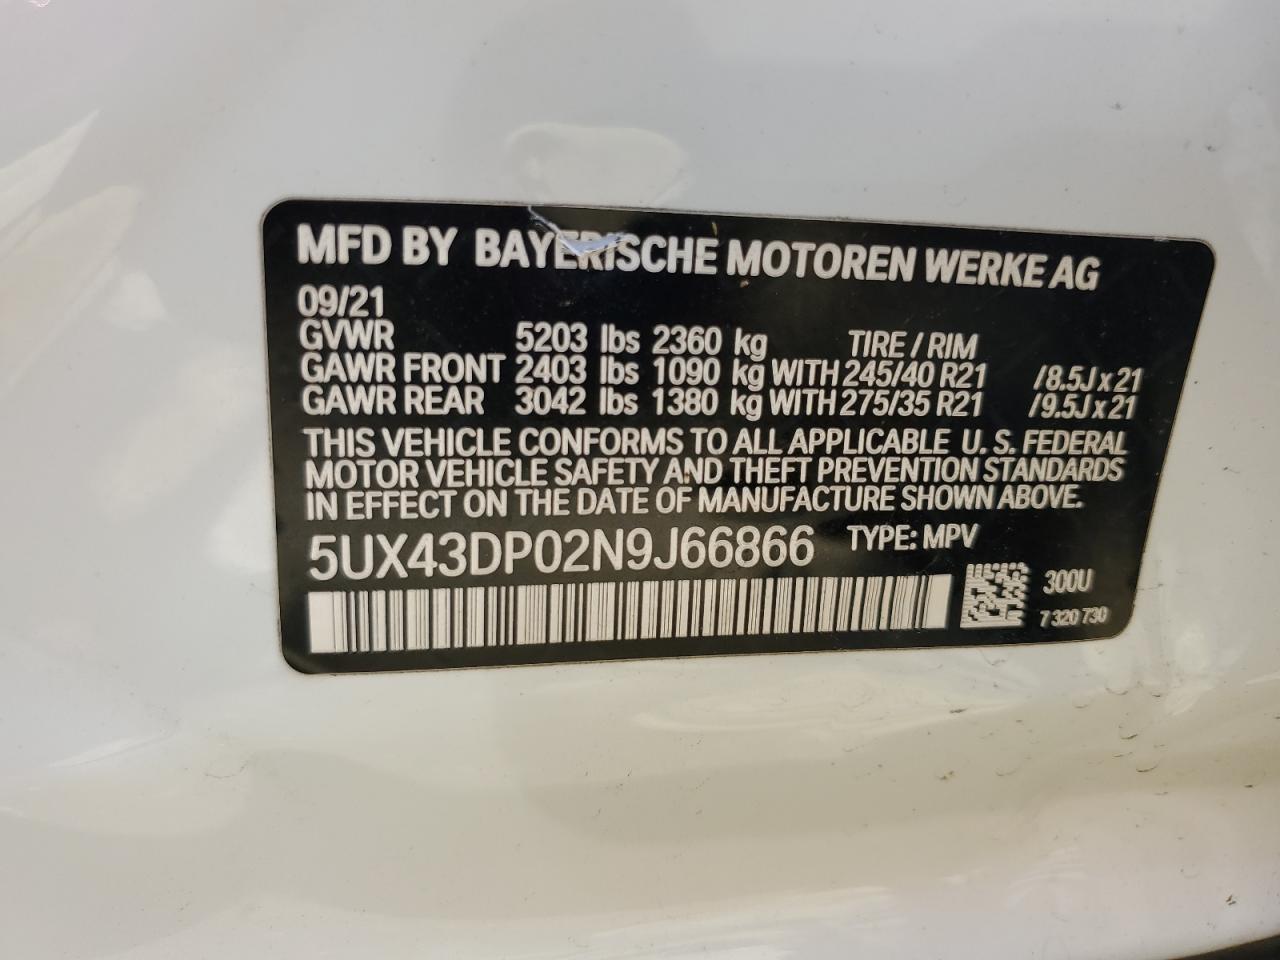 MFD BY BAYERISCHE MOTOREN WERKE AG
09/21
GVWR 5203 lbs 2360 kg TIRE / RIM
GAWR FRONT 2403 lbs 1090 kg WITH 245/40 R21 /8.5J x 21
GAWR REAR 3042 lbs 1380 kg WITH 275/35 R21 /9.5J x 21
THIS VEHICLE CONFORMS TO ALL APPLICABLE U. S. FEDERAL
MOTOR VEHICLE SAFETY AND THEFT PREVENTION STANDARDS
IN EFFECT ON THE DATE OF MANUFACTURE SHOWN ABOVE.
5UX43DP02N9J66866 TYPE: MPV
300U
7 320 730